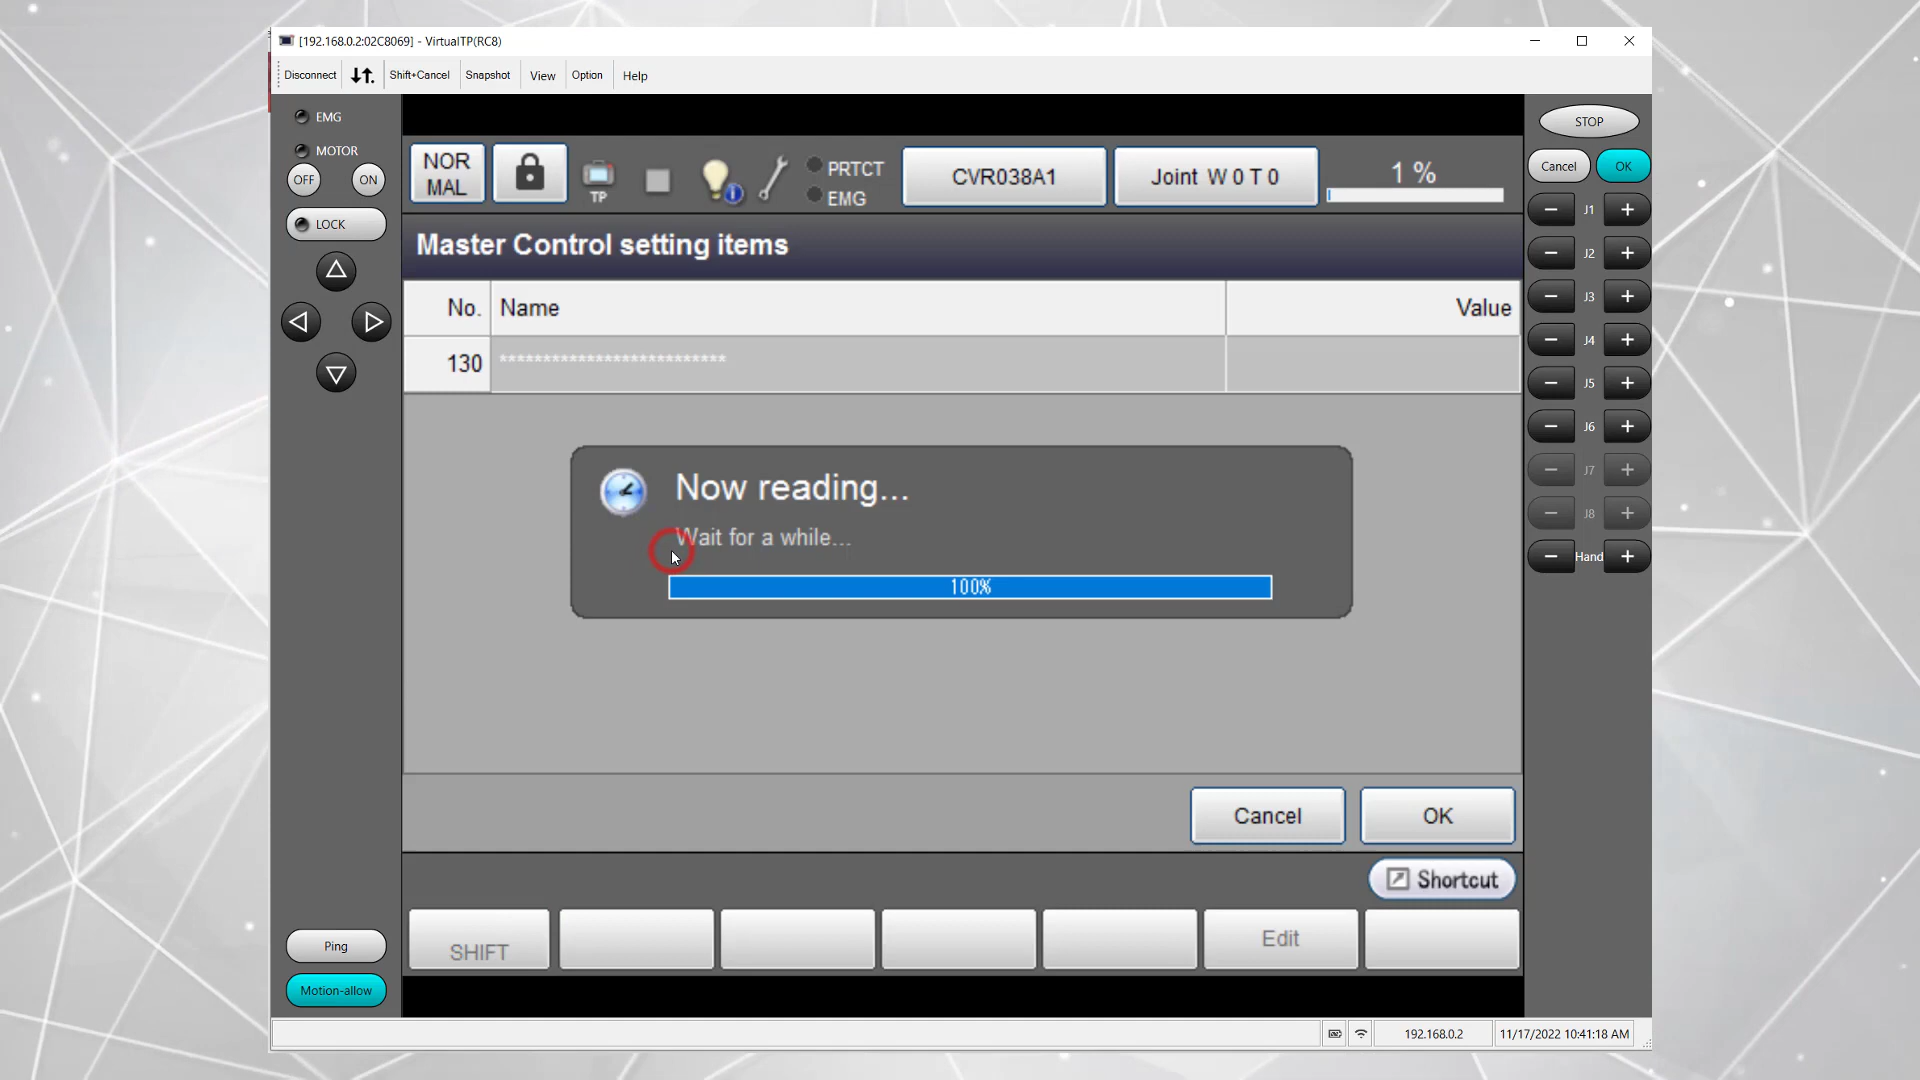 [192.168.0.2:02C8069] - VirtualTP(RC8)
Disconnect Shift+Cancel Snapshot View Option Help
EMG
MOTOR
OFF ON
LOCK
NOR
MAL
TP
PRTCT
EMG
CVR038A1
Joint W 0 T 0
1 %
STOP
Cancel OK
Master Control setting items
No. Name Value
130 **************************
Now reading...
Wait for a while...
100%
J1
J2
J3
J4
J5
J6
J7
J8
Hand
Cancel OK
Shortcut
SHIFT Edit
Ping
Motion-allow
192.168.0.2 11/17/2022 10:41:18 AM